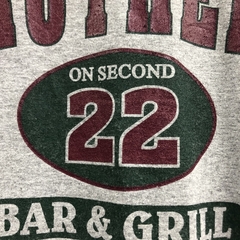 ON SECOND
22
BAR & GRILL